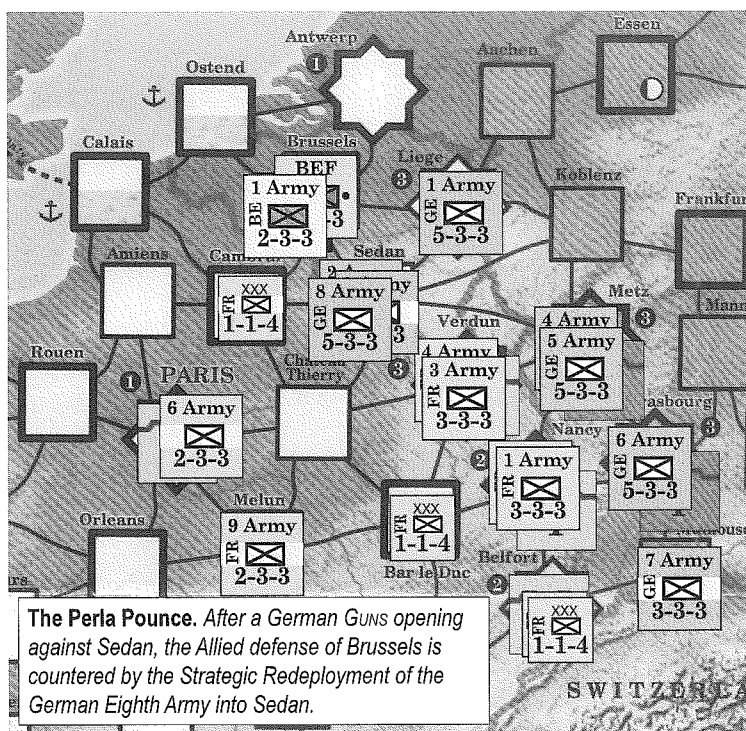 Essen
Antwerp
1
Aachen
Ostend
Calais
Brussels
BEF
Liege
3
1 Army
BE
2-3-3
-3
1 Army
GE
5-3-3
Koblenz
Frankfur
Amiens
Sedan
XXX
FR
1-1-4
8 Army
GE
5-3-3
Metz
3
Mann
4 Army
5 Army
GE
5-3-3
Verdun
3
4 Army
3 Army
FR
3-3-3
Rouen
1
PARIS
6 Army
2-3-3
Thierry
Nancy
2
1 Army
FR
3-3-3
asbourg
3
6 Army
GE
5-3-3
Orleans
Melun
9 Army
FR
2-3-3
XXX
FR
1-1-4
Bar le Duc
Belfort
2
XXX
FR
1-1-4
7 Army
GE
3-3-3
SWITZERLA
The Perla Pounce. After a German GUNS opening
against Sedan, the Allied defense of Brussels is
countered by the Strategic Redeployment of the
German Eighth Army into Sedan.